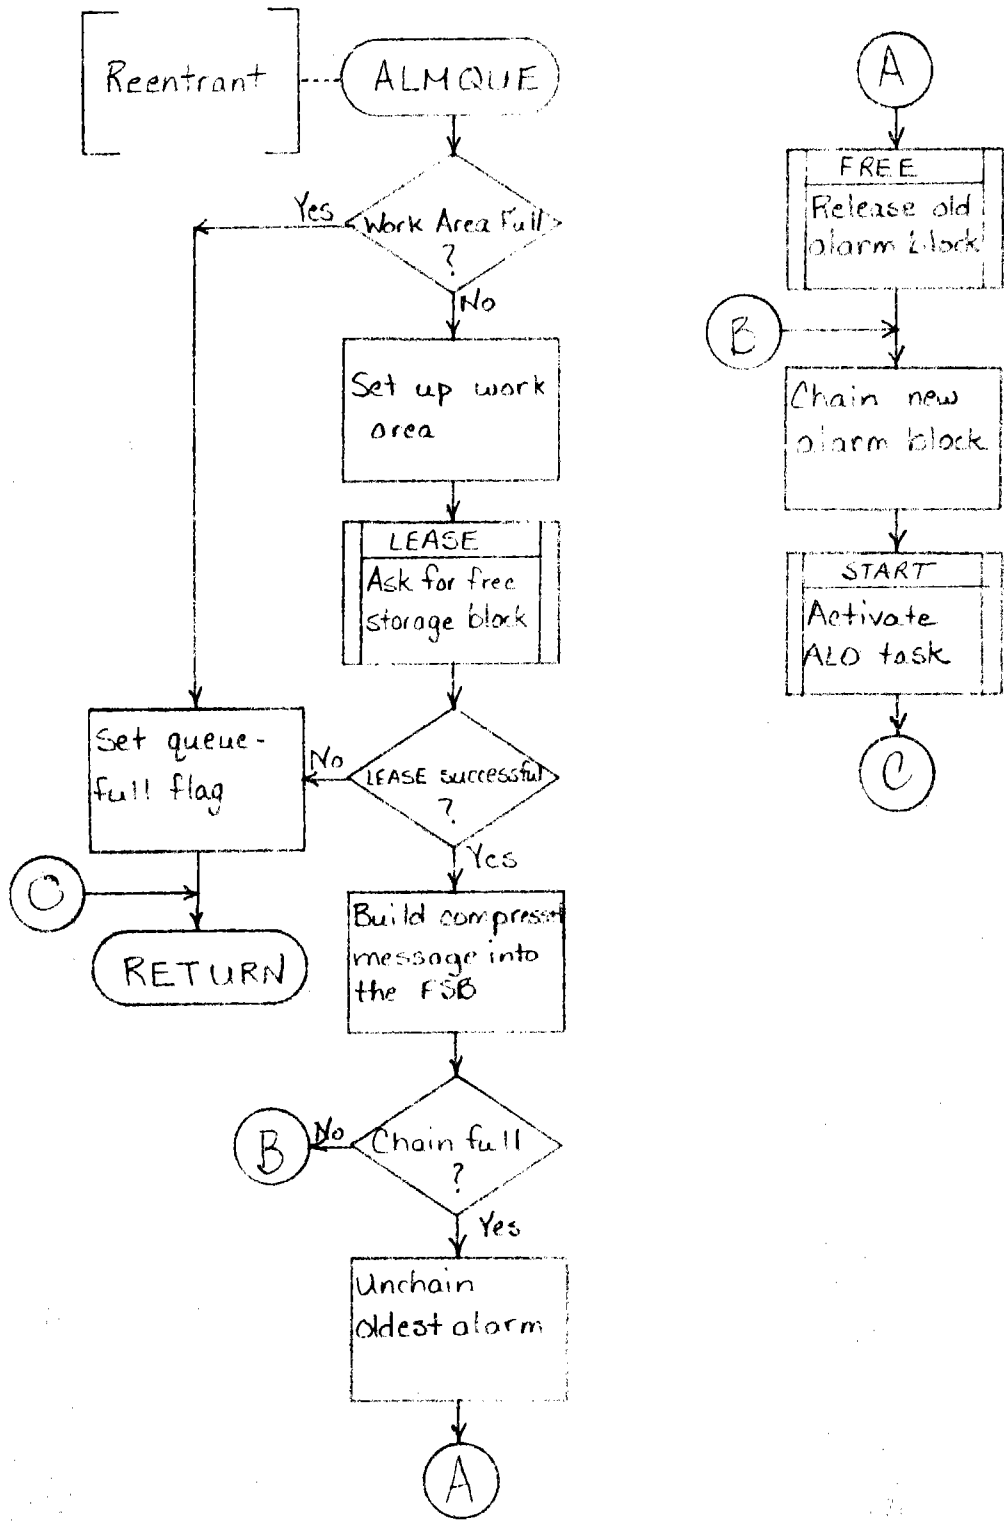 Reentrant
ALMQUE
Work Area Full
?
Yes
No
Set up work
area
LEASE
Ask for free
storage block
LEASE successful
?
No
Yes
Set queue-
full flag
C
RETURN
Build compressed
message into
the FSB
Chain full
?
No
B
Yes
Unchain
oldest alarm
A
A
FREE
Release old
alarm block
B
Chain new
alarm block
START
Activate
ALO task
C